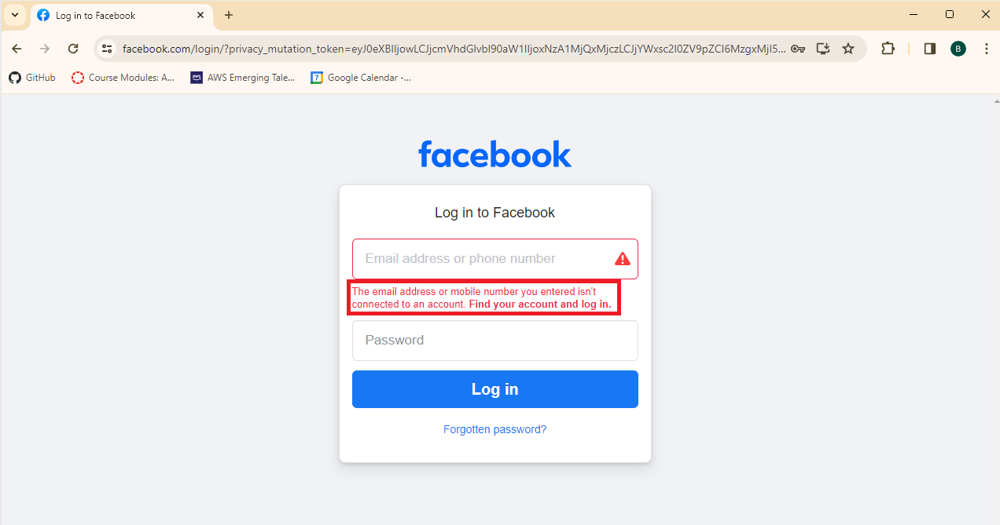 Log in to Facebook
facebook.com/login/?privacy_mutation_token=eyJ0eXBlIjowLCJjcmVhdGlvbl90aW1lIjoxNzA1MjQxMjczLCJjYWxsc2l0ZV9pZCI6MzgxMjI5...
B
GitHub
Course Modules: A...
aws
AWS Emerging Tale...
7
Google Calendar -...
facebook
Log in to Facebook
Email address or phone number
The email address or mobile number you entered isn't
connected to an account. Find your account and log in.
Password
Log in
Forgotten password?